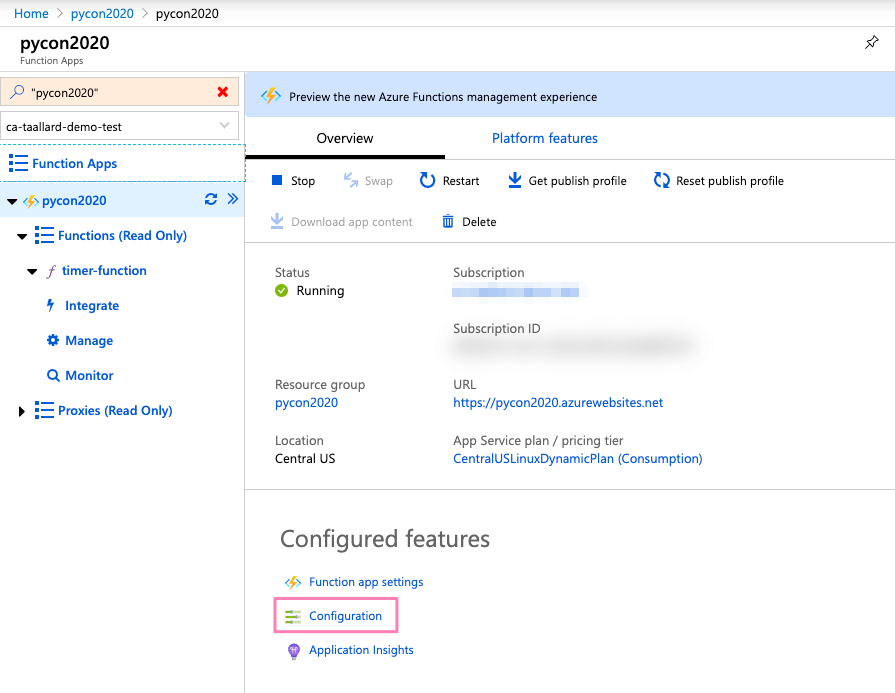 Home > pycon2020 > pycon2020
pycon2020
Function Apps
"pycon2020"
ca-taallard-demo-test
Function Apps
pycon2020
Functions (Read Only)
timer-function
Integrate
Manage
Monitor
Proxies (Read Only)
Preview the new Azure Functions management experience
Overview Platform features
Stop Swap Restart Get publish profile Reset publish profile
Download app content Delete
Status
Running
Subscription
Subscription ID
Resource group
pycon2020
URL
https://pycon2020.azurewebsites.net
Location
Central US
App Service plan / pricing tier
CentralUSLinuxDynamicPlan (Consumption)
Configured features
Function app settings
Configuration
Application Insights